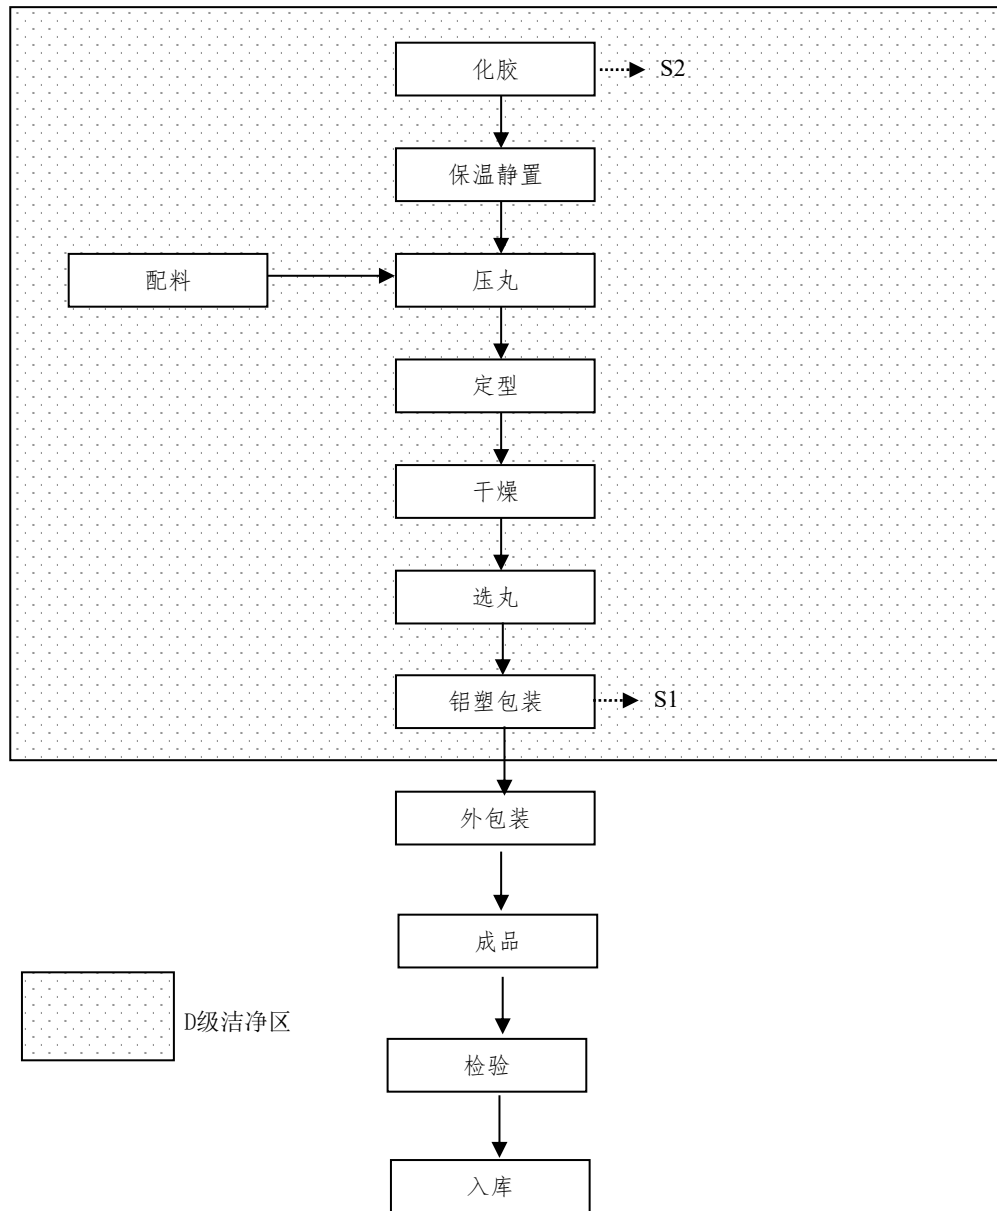 化胶
S2
保温静置
配料
压丸
定型
干燥
选丸
铝塑包装
S1
外包装
成品
D级洁净区
检验
入库